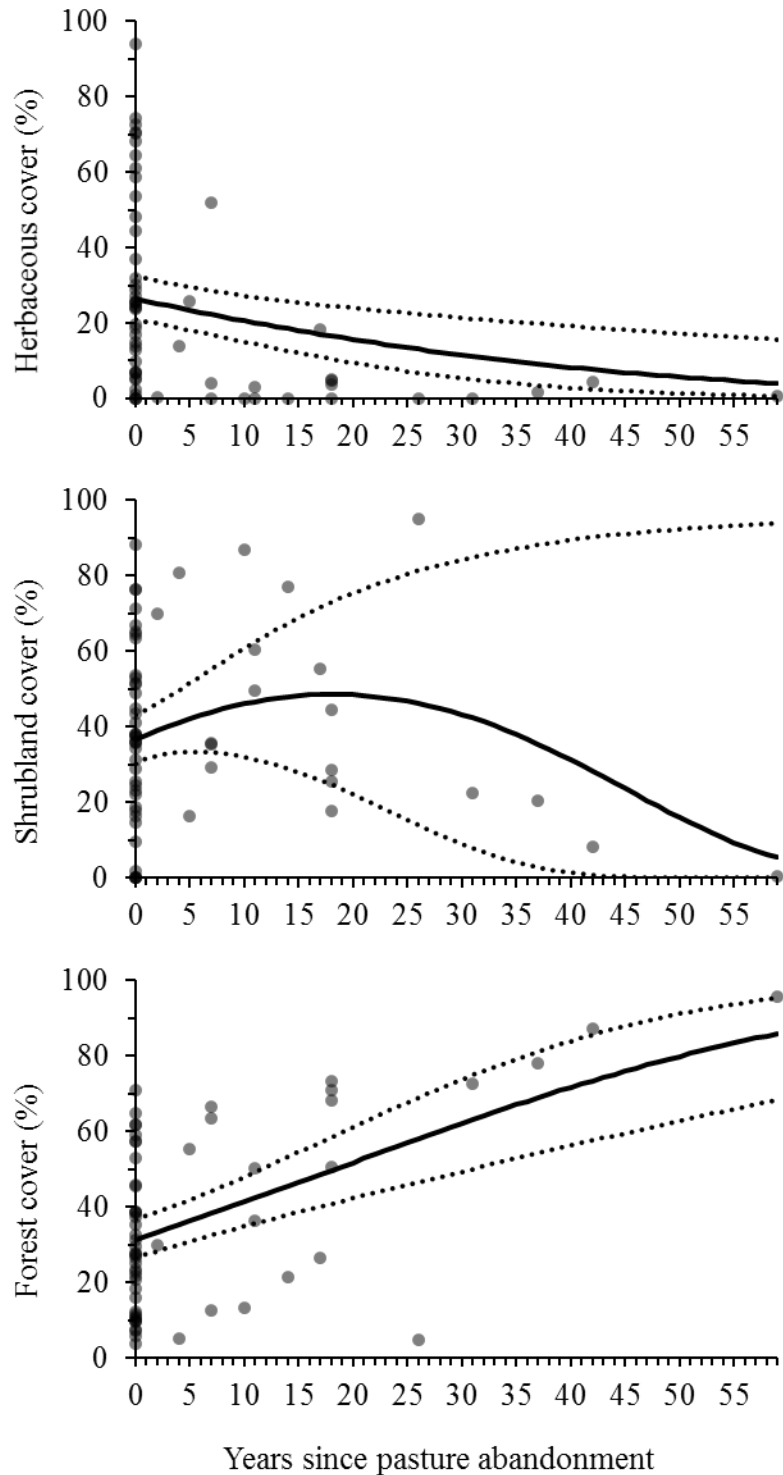 Herbaceous cover (%)
100
80
60
40
20
0
0 5 10 15 20 25 30 35 40 45 50 55
Shrubland cover (%)
100
80
60
40
20
0
0 5 10 15 20 25 30 35 40 45 50 55
Forest cover (%)
100
80
60
40
20
0
0 5 10 15 20 25 30 35 40 45 50 55
Years since pasture abandonment